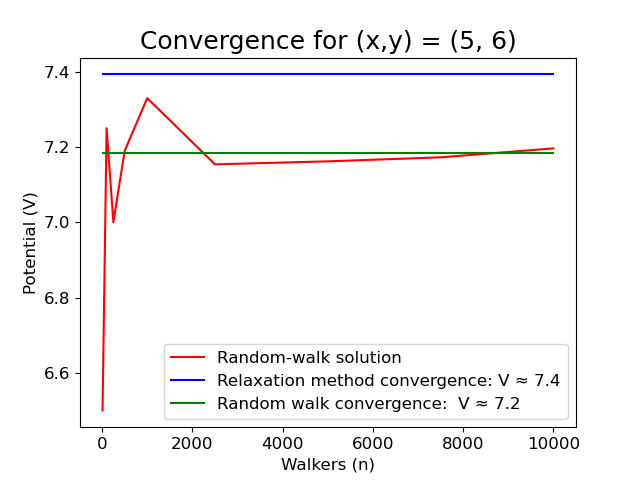 Convergence for (x,y) = (5, 6)
7.4
7.2
7.0
6.8
6.6
Potential (V)
Random-walk solution
Relaxation method convergence: V ≈ 7.4
Random walk convergence:  V ≈ 7.2
0 2000 4000 6000 8000 10000
Walkers (n)